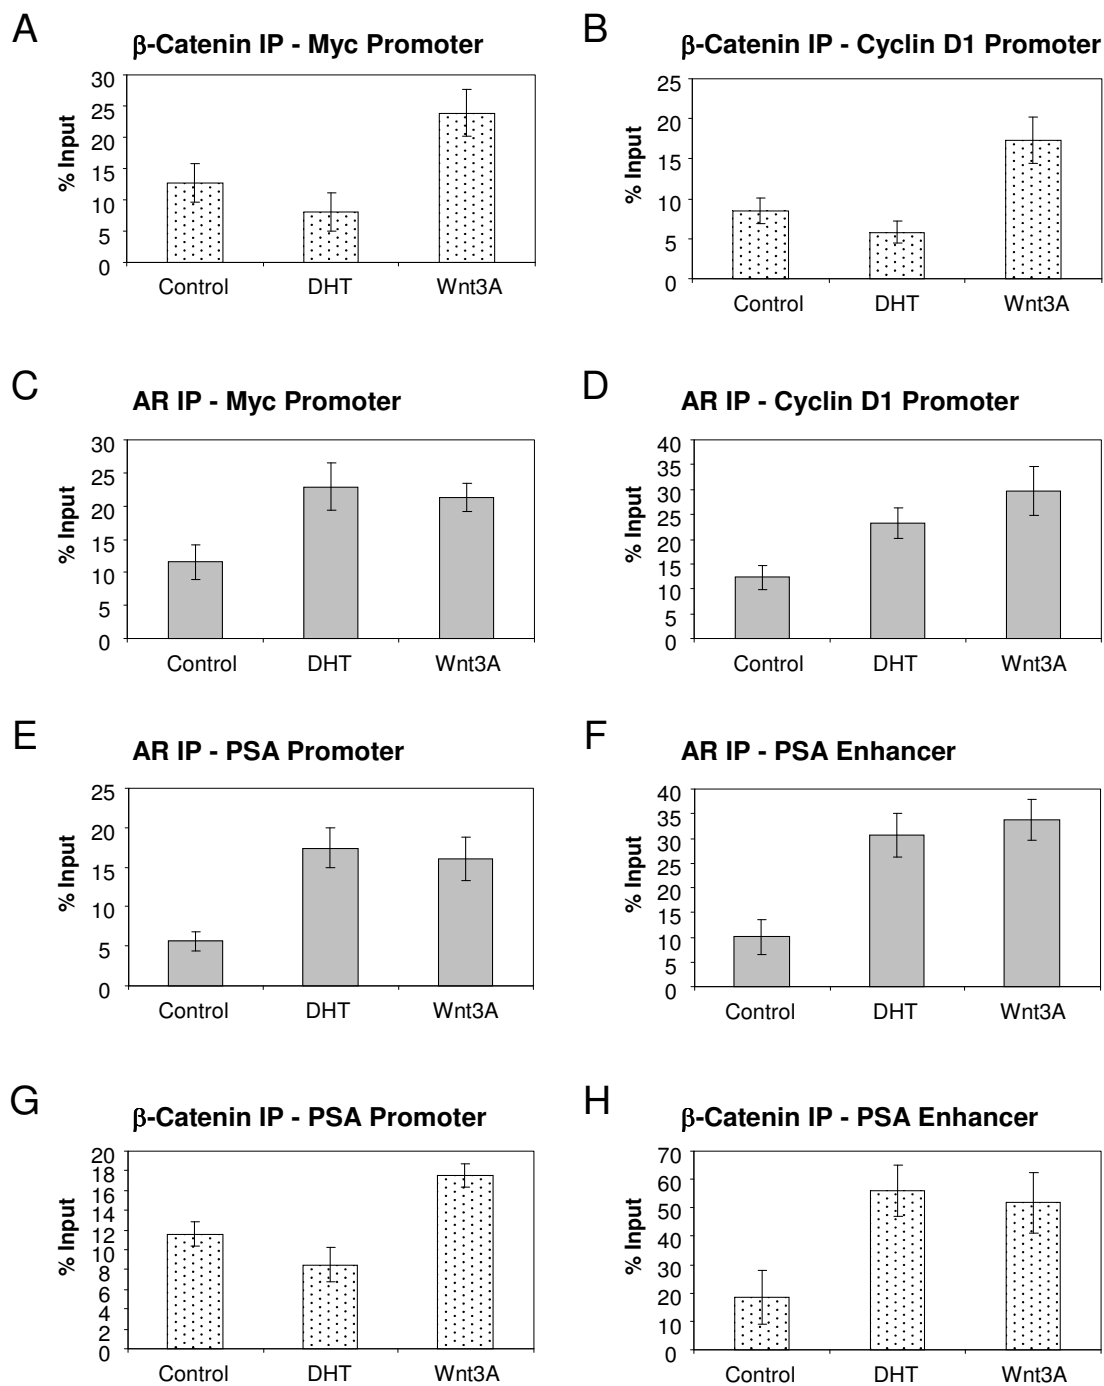 A
β-Catenin IP - Myc Promoter
% Input
30
25
20
15
10
5
0
Control DHT Wnt3A
B
β-Catenin IP - Cyclin D1 Promoter
% Input
25
20
15
10
5
0
Control DHT Wnt3A
C
AR IP - Myc Promoter
% Input
30
25
20
15
10
5
0
Control DHT Wnt3A
D
AR IP - Cyclin D1 Promoter
% Input
40
35
30
25
20
15
10
5
0
Control DHT Wnt3A
E
AR IP - PSA Promoter
% Input
25
20
15
10
5
0
Control DHT Wnt3A
F
AR IP - PSA Enhancer
% Input
40
35
30
25
20
15
10
5
0
Control DHT Wnt3A
G
β-Catenin IP - PSA Promoter
% Input
20
18
16
14
12
10
8
6
4
2
0
Control DHT Wnt3A
H
β-Catenin IP - PSA Enhancer
% Input
70
60
50
40
30
20
10
0
Control DHT Wnt3A